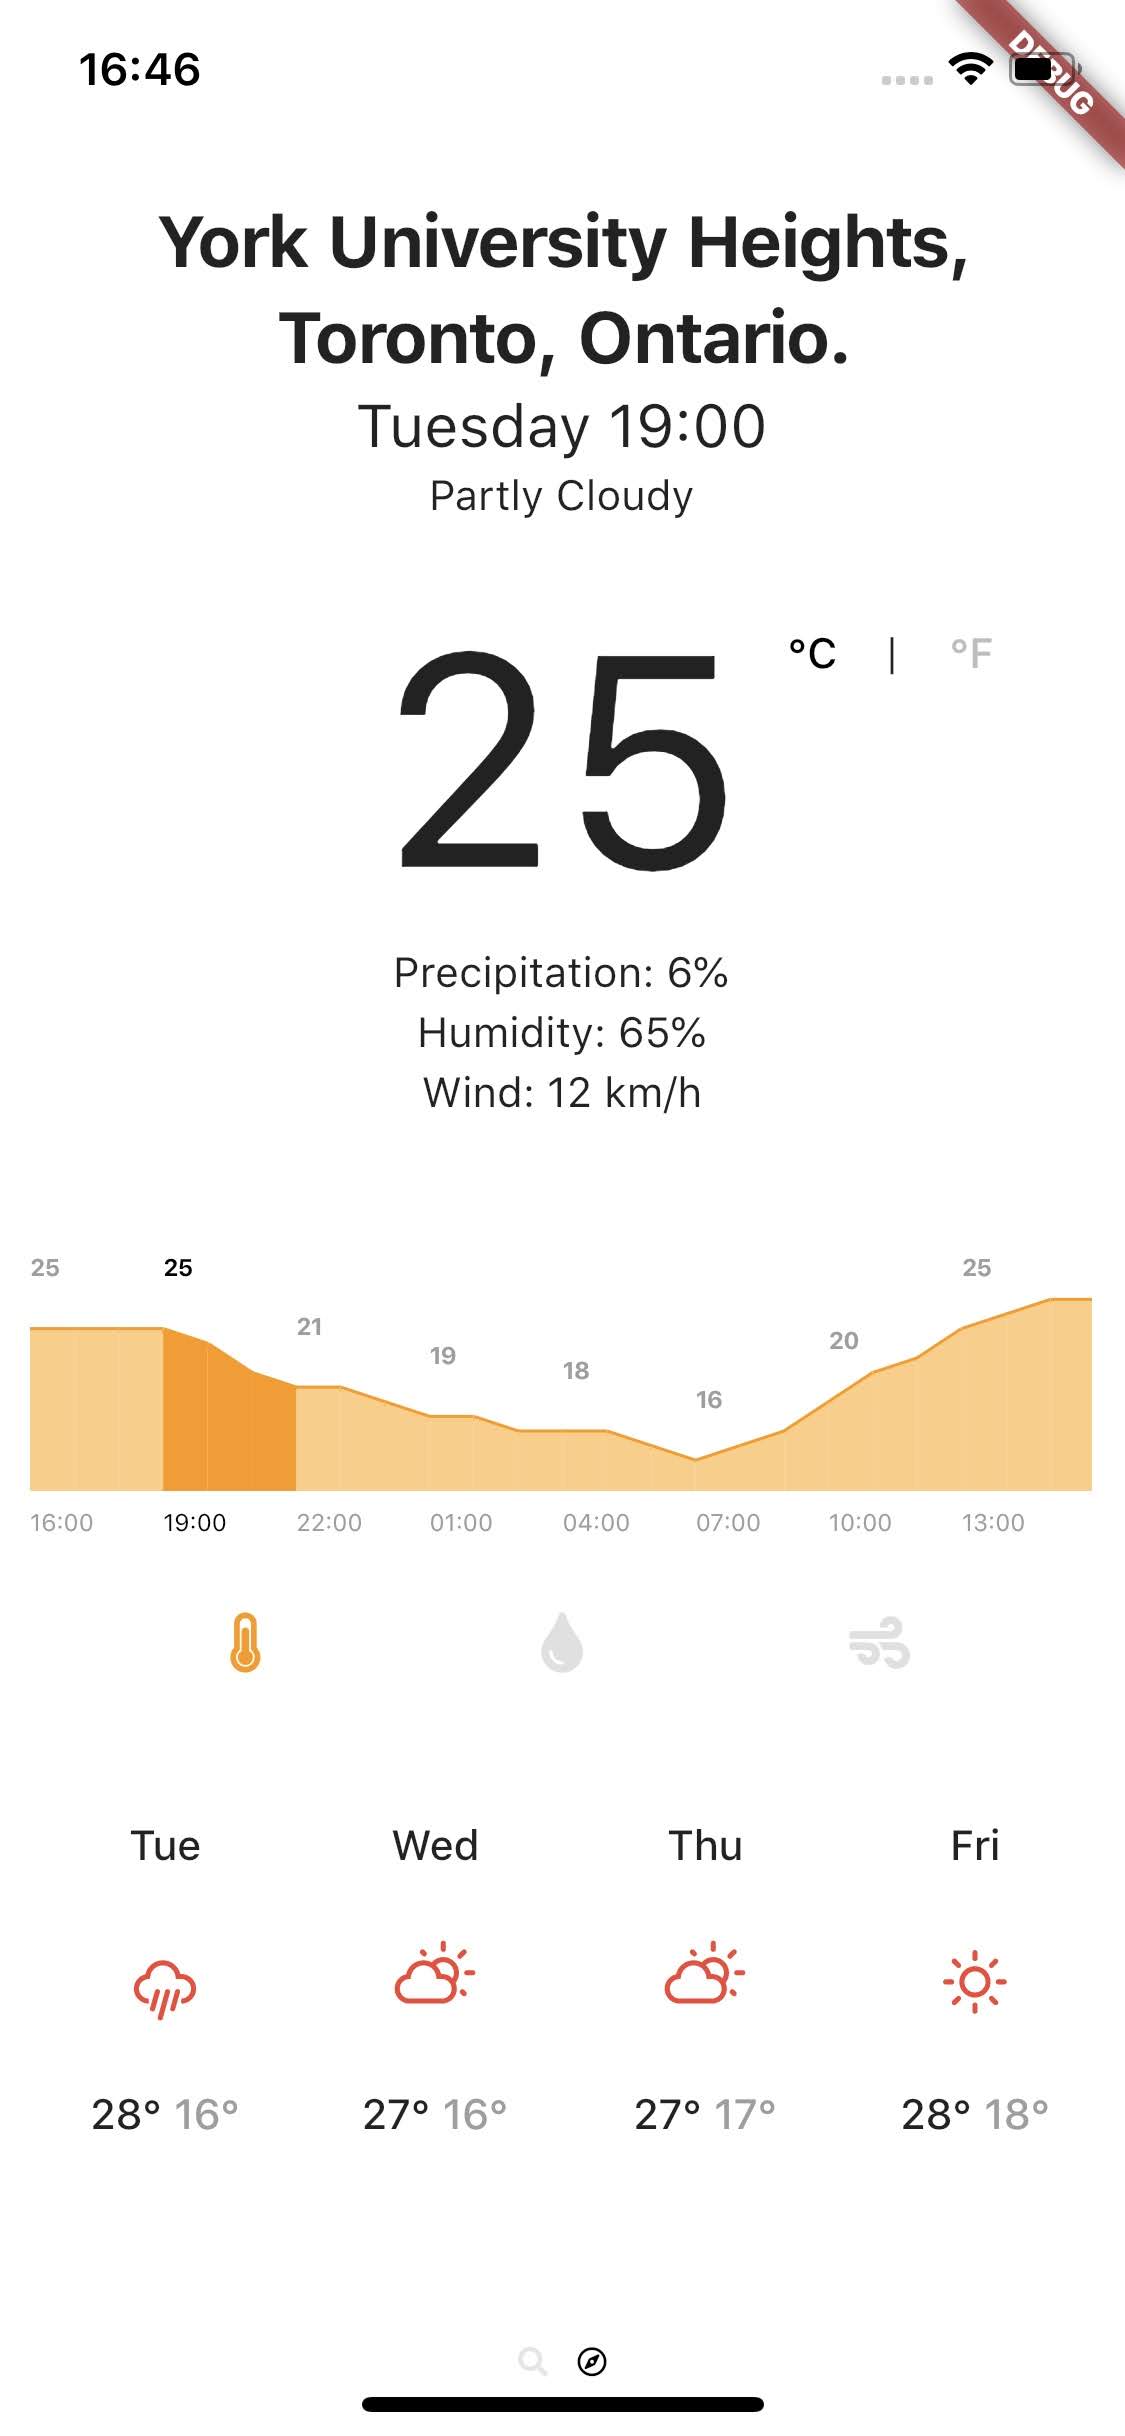 16:46
DEBUG
York University Heights,
Toronto, Ontario.
Tuesday 19:00
Partly Cloudy
25
°C | °F
Precipitation: 6%
Humidity: 65%
Wind: 12 km/h
25 25 21 19 18 16 20 25
16:00 19:00 22:00 01:00 04:00 07:00 10:00 13:00
Tue Wed Thu Fri
28° 16° 27° 16° 27° 17° 28° 18°